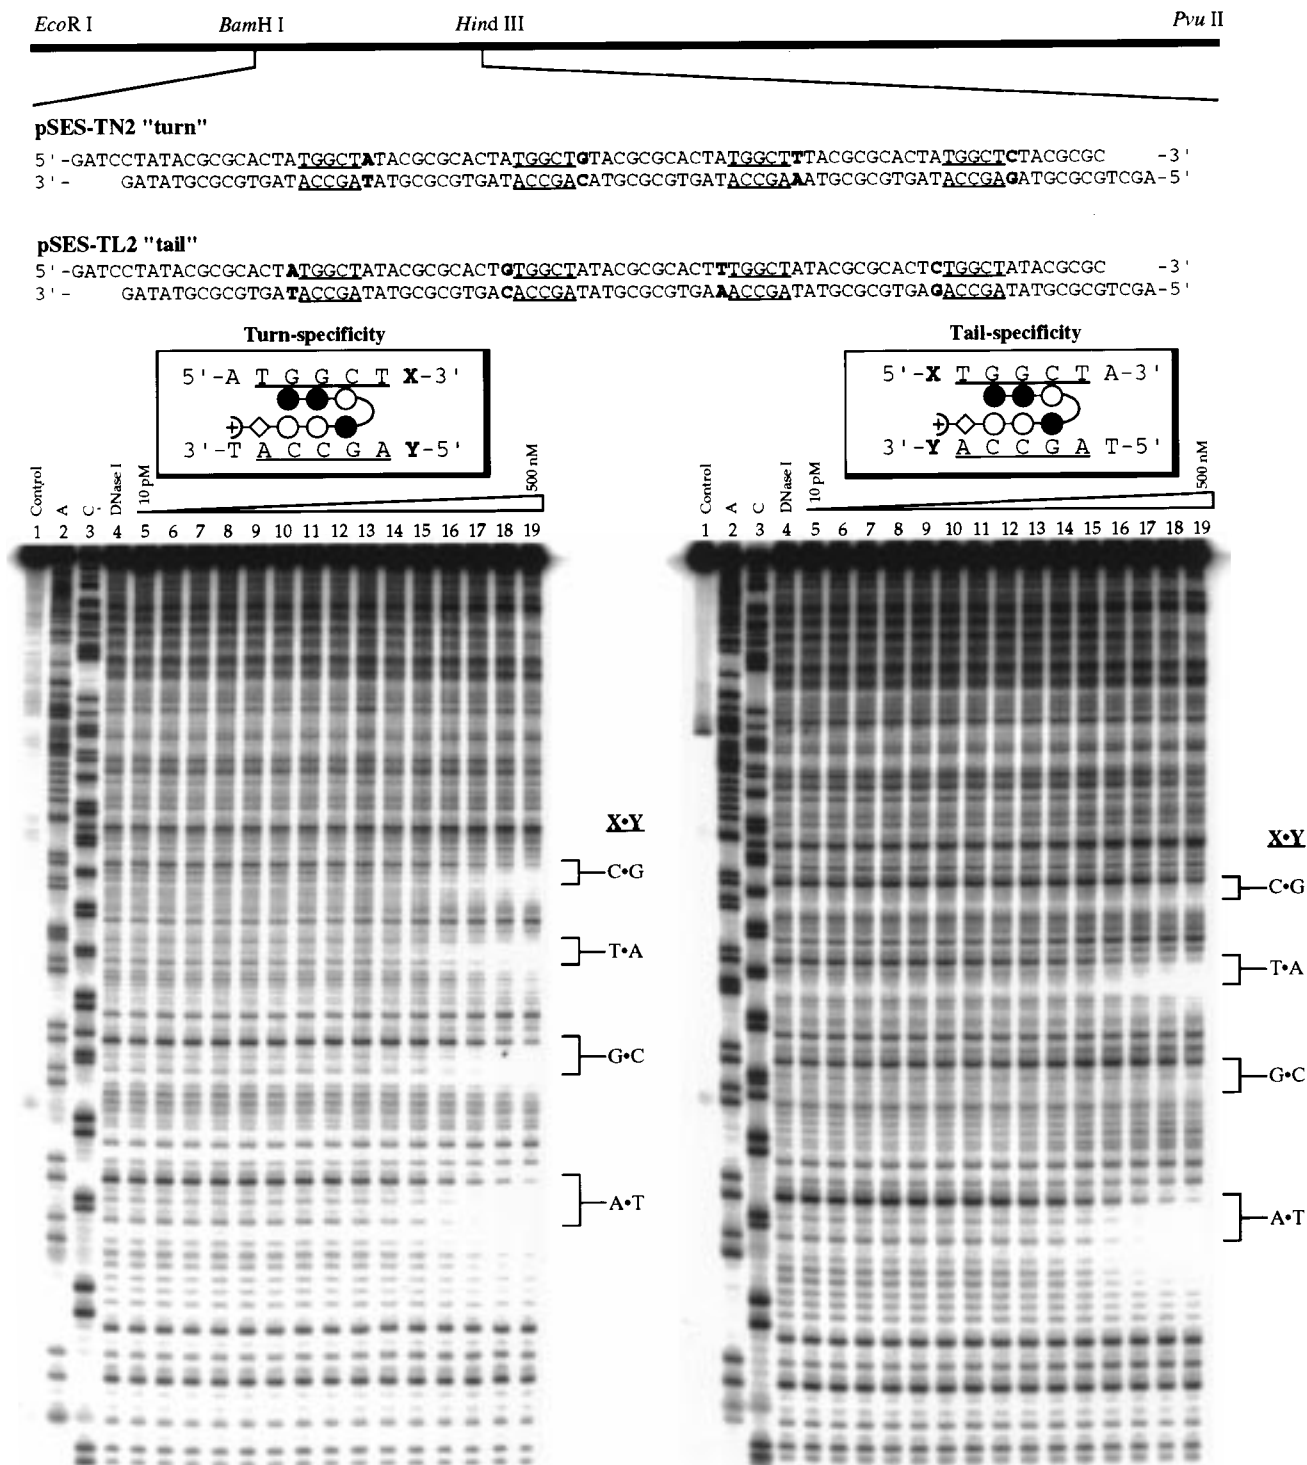 EcoR I BamH I Hind III Pvu II
pSES-TN2 "turn"
5'-GATCCTATACGCGCACTATGGCTATACGCGCACTATGGCTGTACGCGCACTATGGCTTTACGCGCACTATGGCTCTACGCGC -3'
3'- GATATGCGCGTGATACCGATATGCGCGTGATACCGACATGCGCGTGATACCGAAATGCGCGTGATACCGAGATGCGCGTCGA-5'
pSES-TL2 "tail"
5'-GATCCTATACGCGCACTATGGCTATACGCGCACTGTGGCTATACGCGCACTTTGGCTATACGCGCACTCTGGCTATACGCGC -3'
3'- GATATGCGCGTGATACCGATATGCGCGTGACACCGATATGCGCGTGAAACCGATATGCGCGTGAGACCGATATGCGCGTCGA-5'
Turn-specificity
5'-A T G G C T X-3'
+
3'-T A C C G A Y-5'
Control A C DNase I 10 pM 500 nM
1 2 3 4 5 6 7 8 9 10 11 12 13 14 15 16 17 18 19
X•Y
C•G
T•A
G•C
A•T
Tail-specificity
5'-X T G G C T A-3'
+
3'-Y A C C G A T-5'
Control A C DNase I 10 pM 500 nM
1 2 3 4 5 6 7 8 9 10 11 12 13 14 15 16 17 18 19
X•Y
C•G
T•A
G•C
A•T